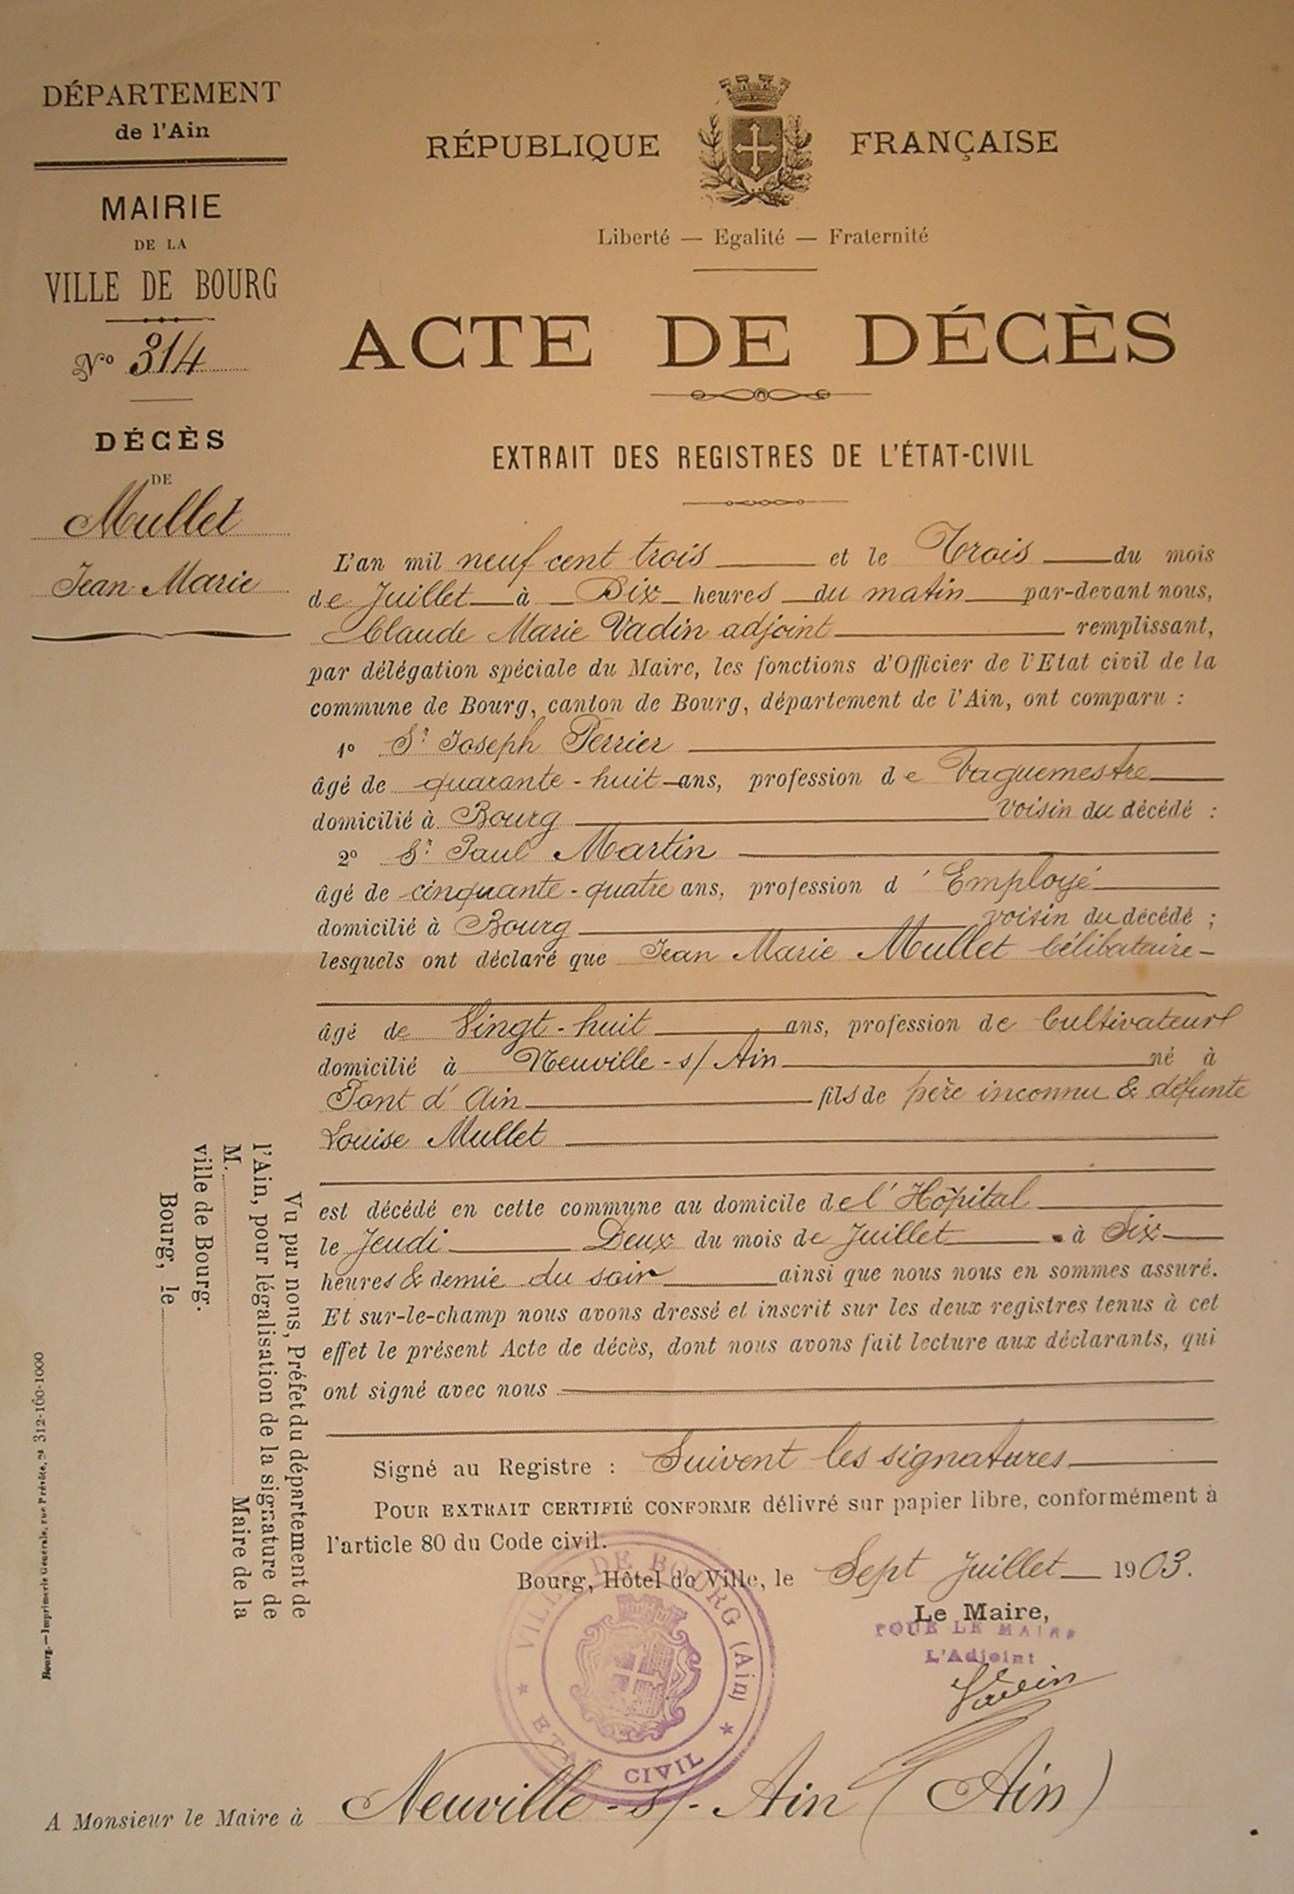 DÉPARTEMENT
de l'Ain
MAIRIE
DE LA
VILLE DE BOURG
N° 314
DÉCÈS
DE
Mullet
Jean Marie
RÉPUBLIQUE FRANÇAISE
Liberté — Egalité — Fraternité
ACTE DE DÉCÈS
EXTRAIT DES REGISTRES DE L'ÉTAT-CIVIL
L'an mil neuf cent trois et le Trois du mois
de Juillet à Dix heures du matin par-devant nous,
Claude Marie Vadin adjoint remplissant,
par délégation spéciale du Maire, les fonctions d'Officier de l'Etat civil de la
commune de Bourg, canton de Bourg, département de l'Ain, ont comparu :
1° Sr Joseph Perrier
âgé de quarante-huit ans, profession de Vaguemestre
domicilié à Bourg voisin du décédé :
2° Sr Paul Martin
âgé de cinquante-quatre ans, profession d'Employé
domicilié à Bourg voisin du décédé ;
lesquels ont déclaré que Jean Marie Mullet Célibataire
âgé de Vingt-huit ans, profession de Cultivateur
domicilié à Neuville-s/Ain né à
Pont d'Ain fils de père inconnu & défunte
Louise Mullet
est décédé en cette commune au domicile de l'Hôpital
le Jeudi Deux du mois de Juillet à Six
heures & demie du soir ainsi que nous nous en sommes assuré.
Et sur-le-champ nous avons dressé et inscrit sur les deux registres tenus à cet
effet le présent Acte de décès, dont nous avons fait lecture aux déclarants, qui
ont signé avec nous
Signé au Registre : Suivent les signatures
POUR EXTRAIT CERTIFIÉ CONFORME délivré sur papier libre, conformément à
l'article 80 du Code civil.
Bourg, Hôtel de Ville, le Sept Juillet 1903.
Le Maire,
POUR LE MAIRE
L'Adjoint
Vadin
VILLE DE BOURG (Ain)
ETAT CIVIL
A Monsieur le Maire à Neuville-s/-Ain (Ain)
Vu par nous, Préfet du département de
l'Ain, pour légalisation de la signature de
M. Maire de la
ville de Bourg.
Bourg, le
Bourg. — Imprimerie Générale, rue Prévôté, 312-100-1000